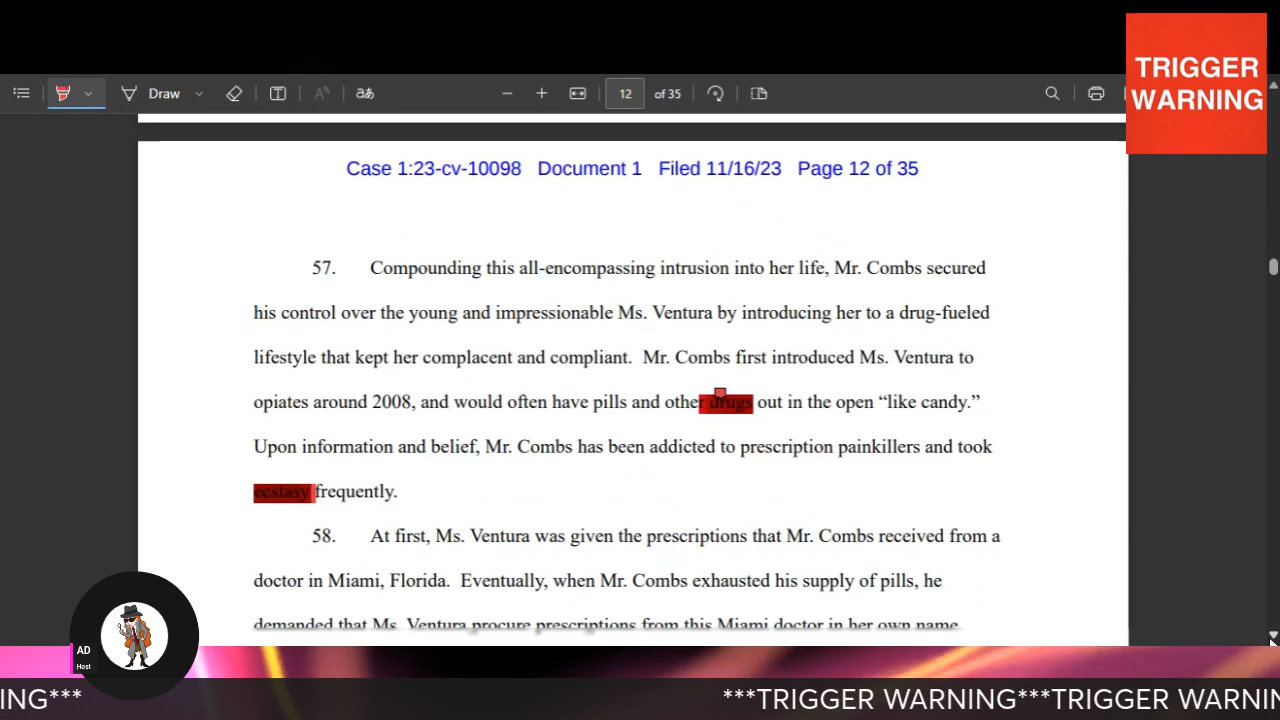 TRIGGER
WARNING
Draw
aあ
12 of 35
Case 1:23-cv-10098 Document 1 Filed 11/16/23 Page 12 of 35
57. Compounding this all-encompassing intrusion into her life, Mr. Combs secured
his control over the young and impressionable Ms. Ventura by introducing her to a drug-fueled
lifestyle that kept her complacent and compliant. Mr. Combs first introduced Ms. Ventura to
opiates around 2008, and would often have pills and other drugs out in the open “like candy.”
Upon information and belief, Mr. Combs has been addicted to prescription painkillers and took
ecstasy frequently.
58. At first, Ms. Ventura was given the prescriptions that Mr. Combs received from a
doctor in Miami, Florida. Eventually, when Mr. Combs exhausted his supply of pills, he
demanded that Ms. Ventura procure prescriptions from this Miami doctor in her own name.
AD
Host
ING*** ***TRIGGER WARNING***TRIGGER WARNIN